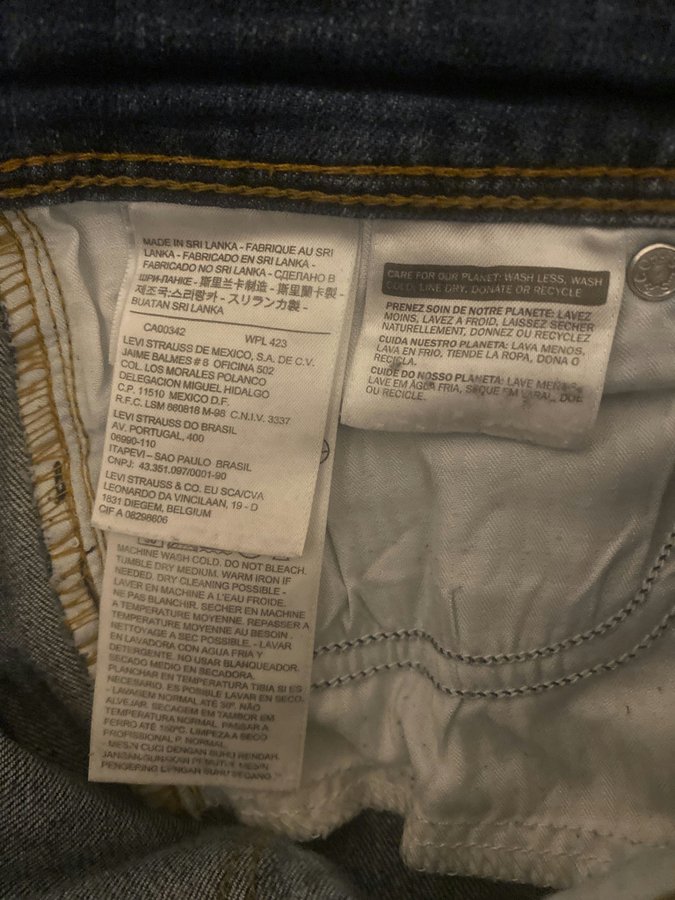 MADE IN SRI LANKA - FABRIQUE AU SRI
LANKA - FABRICADO EN SRI LANKA -
FABRICADO NO SRI LANKA - СДЕЛАНО В
ШРИ-ЛАНКЕ - 斯里兰卡制造 - 斯里蘭卡製 -
제조국:스리랑카 - スリランカ製 -
BUATAN SRI LANKA
CA00342 WPL 423
LEVI STRAUSS DE MEXICO, S.A. DE C.V.
JAIME BALMES # 8 OFICINA 502
COL. LOS MORALES POLANCO
DELEGACION MIGUEL HIDALGO
C.P. 11510 MEXICO D.F.
R.F.C. LSM 860818 M-98 C.N.I.V. 3337
LEVI STRAUSS DO BRASIL
AV. PORTUGAL, 400
06690-110
ITAPEVI - SAO PAULO BRASIL
CNPJ: 43.351.097/0001-90
LEVI STRAUSS & CO. EU SCA/CVA
LEONARDO DA VINCILAAN, 19 - D
1831 DIEGEM, BELGIUM
CIF A 08298606
MACHINE WASH COLD. DO NOT BLEACH.
TUMBLE DRY MEDIUM. WARM IRON IF
NEEDED. DRY CLEANING POSSIBLE -
LAVER EN MACHINE A L'EAU FROIDE.
NE PAS BLANCHIR. SECHER EN MACHINE
A TEMPERATURE MOYENNE. REPASSER A
TEMPERATURE MOYENNE AU BESOIN.
NETTOYAGE A SEC POSSIBLE. - LAVAR
EN LAVADORA CON AGUA FRIA Y
DETERGENTE. NO USAR BLANQUEADOR.
SECADO MEDIO EN SECADORA.
PLANCHAR EN TEMPERATURA TIBIA SI ES
NECESARIO. ES POSIBLE LAVAR EN SECO.
- LAVAGEM NORMAL ATÉ 30º. NÃO
ALVEJAR. SECAGEM EM TAMBOR EM
TEMPERATURA NORMAL. PASSAR A
FERRO ATÉ 150ºC. LIMPEZA A SECO
PROFISSIONAL P. NORMAL.
- MESIN CUCI DENGAN SUHU RENDAH.
JANGAN GUNAKAN PEMUTIH. MESIN
PENGERING DENGAN SUHU SEDANG
CARE FOR OUR PLANET: WASH LESS, WASH
COLD, LINE DRY, DONATE OR RECYCLE
PRENEZ SOIN DE NOTRE PLANETE: LAVEZ
MOINS, LAVEZ A FROID, LAISSEZ SECHER
NATURELLEMENT, DONNEZ OU RECYCLEZ
CUIDA NUESTRO PLANETA: LAVA MENOS,
LAVA EN FRIO, TIENDE LA ROPA, DONA O
RECICLA.
CUIDE DO NOSSO PLANETA: LAVE MENOS,
LAVE EM ÁGUA FRIA, SEQUE EM VARAL, DOE
OU RECICLE.